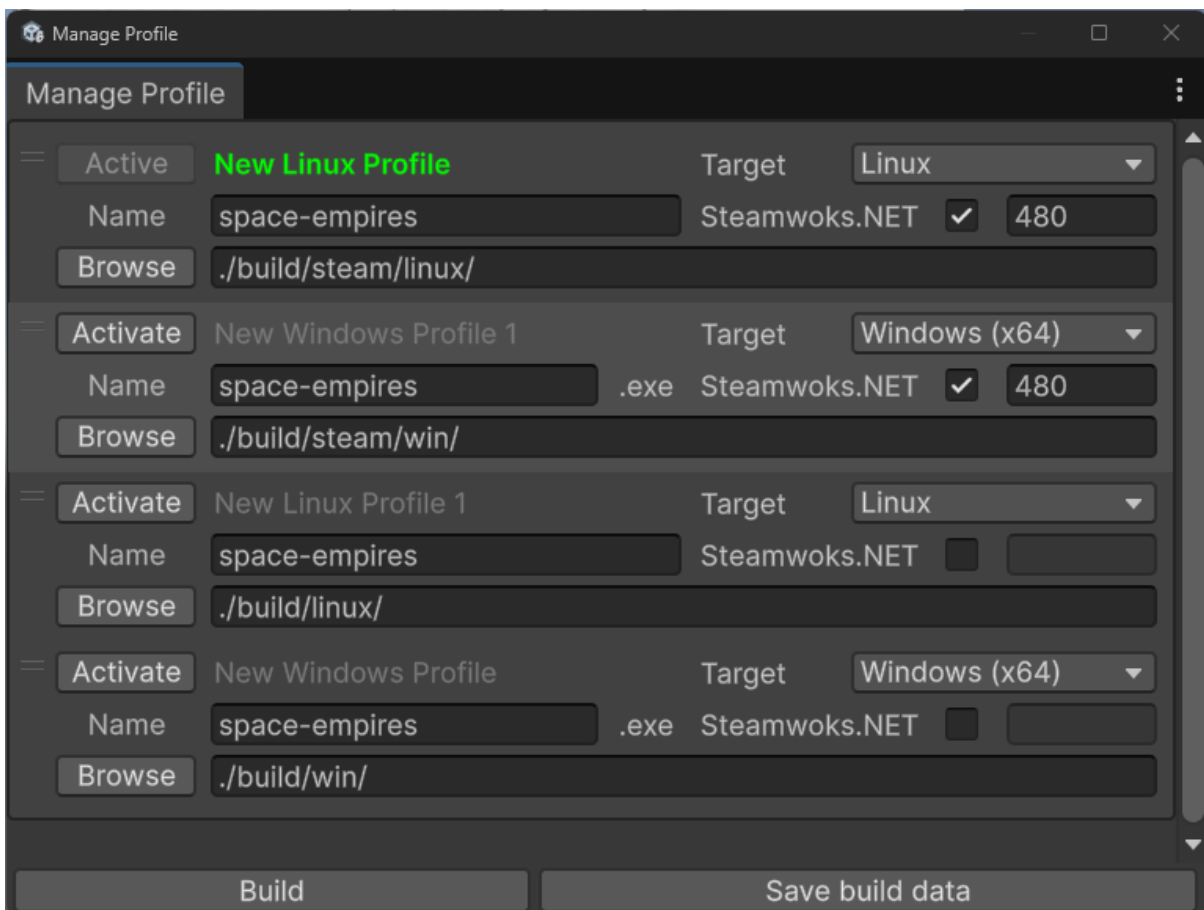 Manage Profile
Manage Profile
Active New Linux Profile Target Linux
Name space-empires Steamwoks.NET 480
Browse ./build/steam/linux/
Activate New Windows Profile 1 Target Windows (x64)
Name space-empires .exe Steamwoks.NET 480
Browse ./build/steam/win/
Activate New Linux Profile 1 Target Linux
Name space-empires Steamwoks.NET
Browse ./build/linux/
Activate New Windows Profile Target Windows (x64)
Name space-empires .exe Steamwoks.NET
Browse ./build/win/
Build Save build data